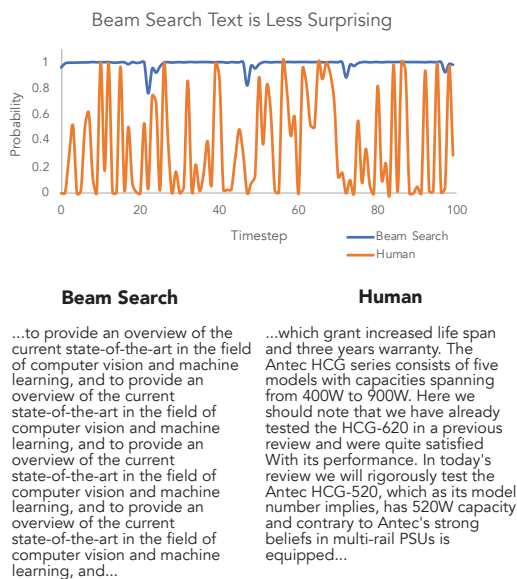 Beam Search Text is Less Surprising
Probability
1
0.8
0.6
0.4
0.2
0
0 20 40 60 80 100
Timestep
Beam Search
Human
Beam Search
...to provide an overview of the
current state-of-the-art in the field
of computer vision and machine
learning, and to provide an
overview of the current
state-of-the-art in the field of
computer vision and machine
learning, and to provide an
overview of the current
state-of-the-art in the field of
computer vision and machine
learning, and to provide an
overview of the current
state-of-the-art in the field of
computer vision and machine
learning, and...
Human
...which grant increased life span
and three years warranty. The
Antec HCG series consists of five
models with capacities spanning
from 400W to 900W. Here we
should note that we have already
tested the HCG-620 in a previous
review and were quite satisfied
With its performance. In today's
review we will rigorously test the
Antec HCG-520, which as its model
number implies, has 520W capacity
and contrary to Antec's strong
beliefs in multi-rail PSUs is
equipped...